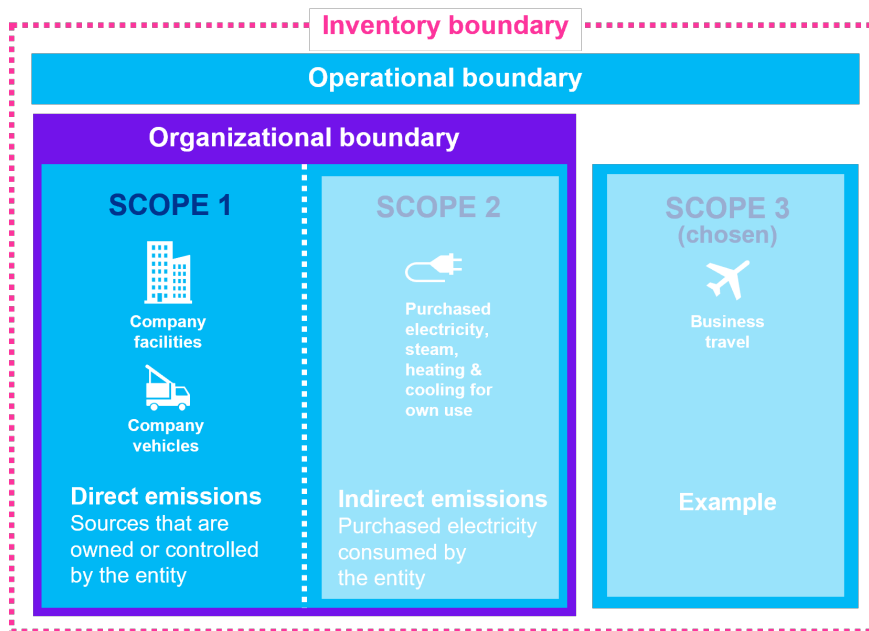 Inventory boundary
Operational boundary
Organizational boundary
SCOPE 1
Company
facilities
Company
vehicles
Direct emissions
Sources that are
owned or controlled
by the entity
SCOPE 2
Purchased
electricity,
steam,
heating &
cooling for
own use
Indirect emissions
Purchased electricity
consumed by
the entity
SCOPE 3
(chosen)
Business
travel
Example